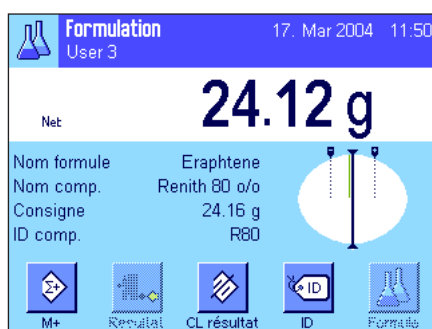 Formulation 17. Mar 2004 11:50
User 3
Net 24.12 g
Nom formule Eraphtene
Nom comp. Renith 80 o/o
Consigne 24.16 g
ID comp. R80
Σ+ ID
M+ Résultat CL résultat ID Formule